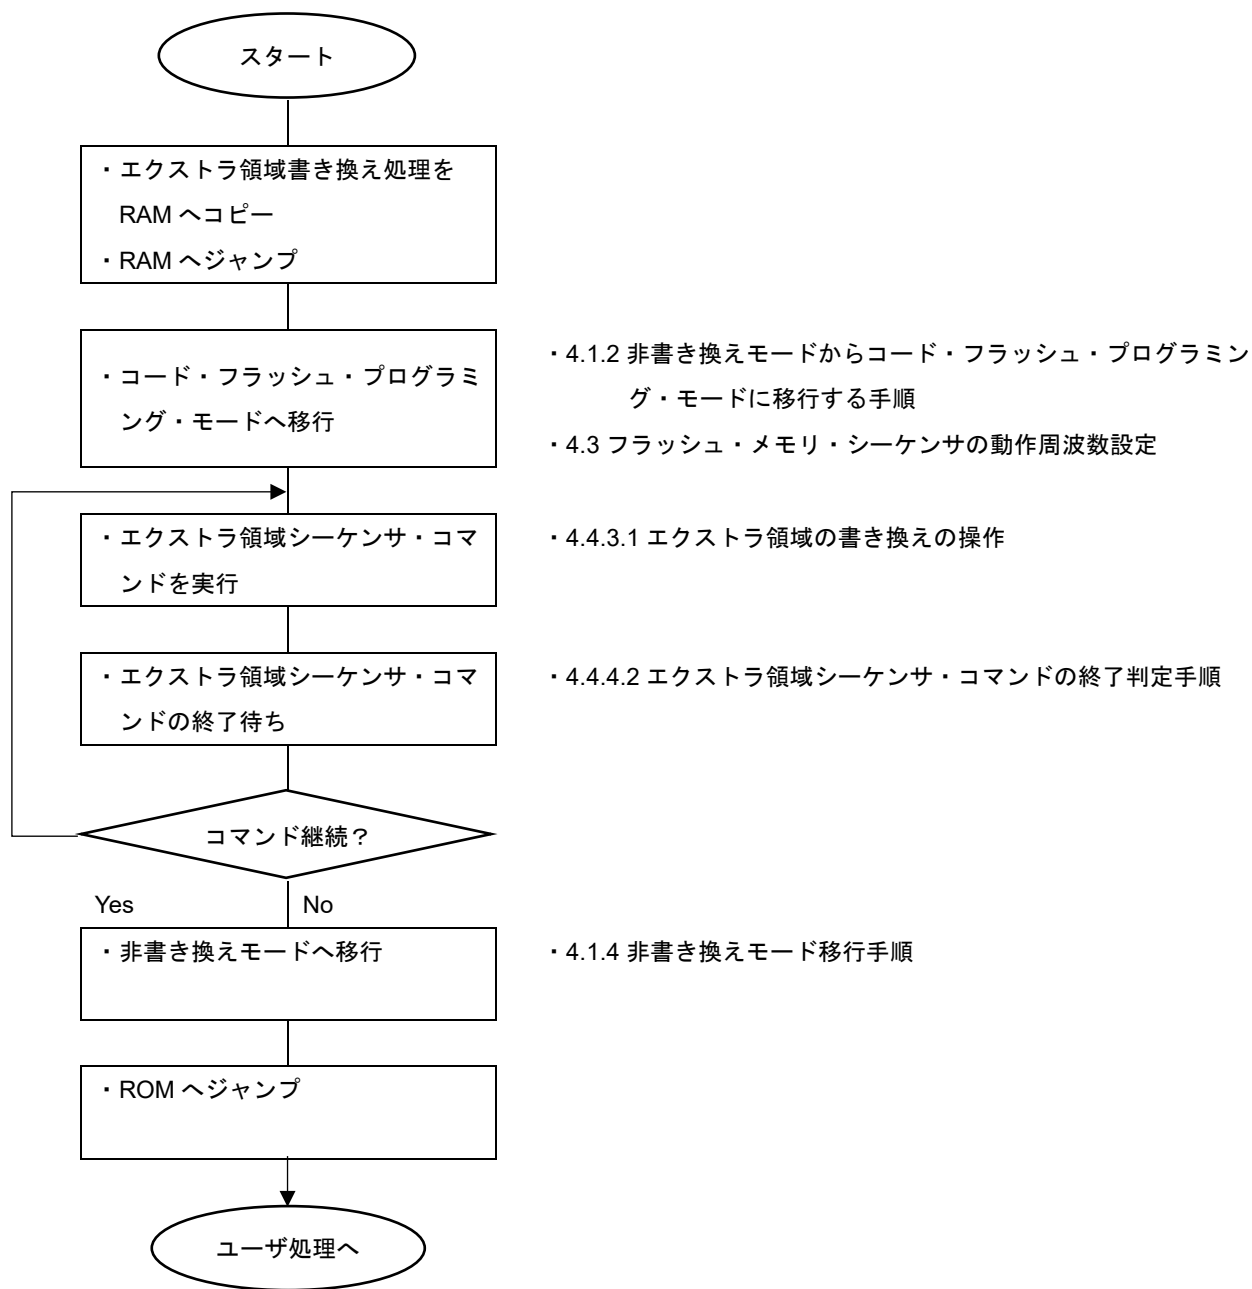 スタート
・エクストラ領域書き換え処理を
RAM へコピー
・RAM へジャンプ
・コード・フラッシュ・プログラミ
ング・モードへ移行
・4.1.2 非書き換えモードからコード・フラッシュ・プログラミン
グ・モードに移行する手順
・4.3 フラッシュ・メモリ・シーケンサの動作周波数設定
・エクストラ領域シーケンサ・コマ
ンドを実行
・4.4.3.1 エクストラ領域の書き換えの操作
・エクストラ領域シーケンサ・コマ
ンドの終了待ち
・4.4.4.2 エクストラ領域シーケンサ・コマンドの終了判定手順
コマンド継続？
Yes
No
・非書き換えモードへ移行
・4.1.4 非書き換えモード移行手順
・ROM へジャンプ
ユーザ処理へ